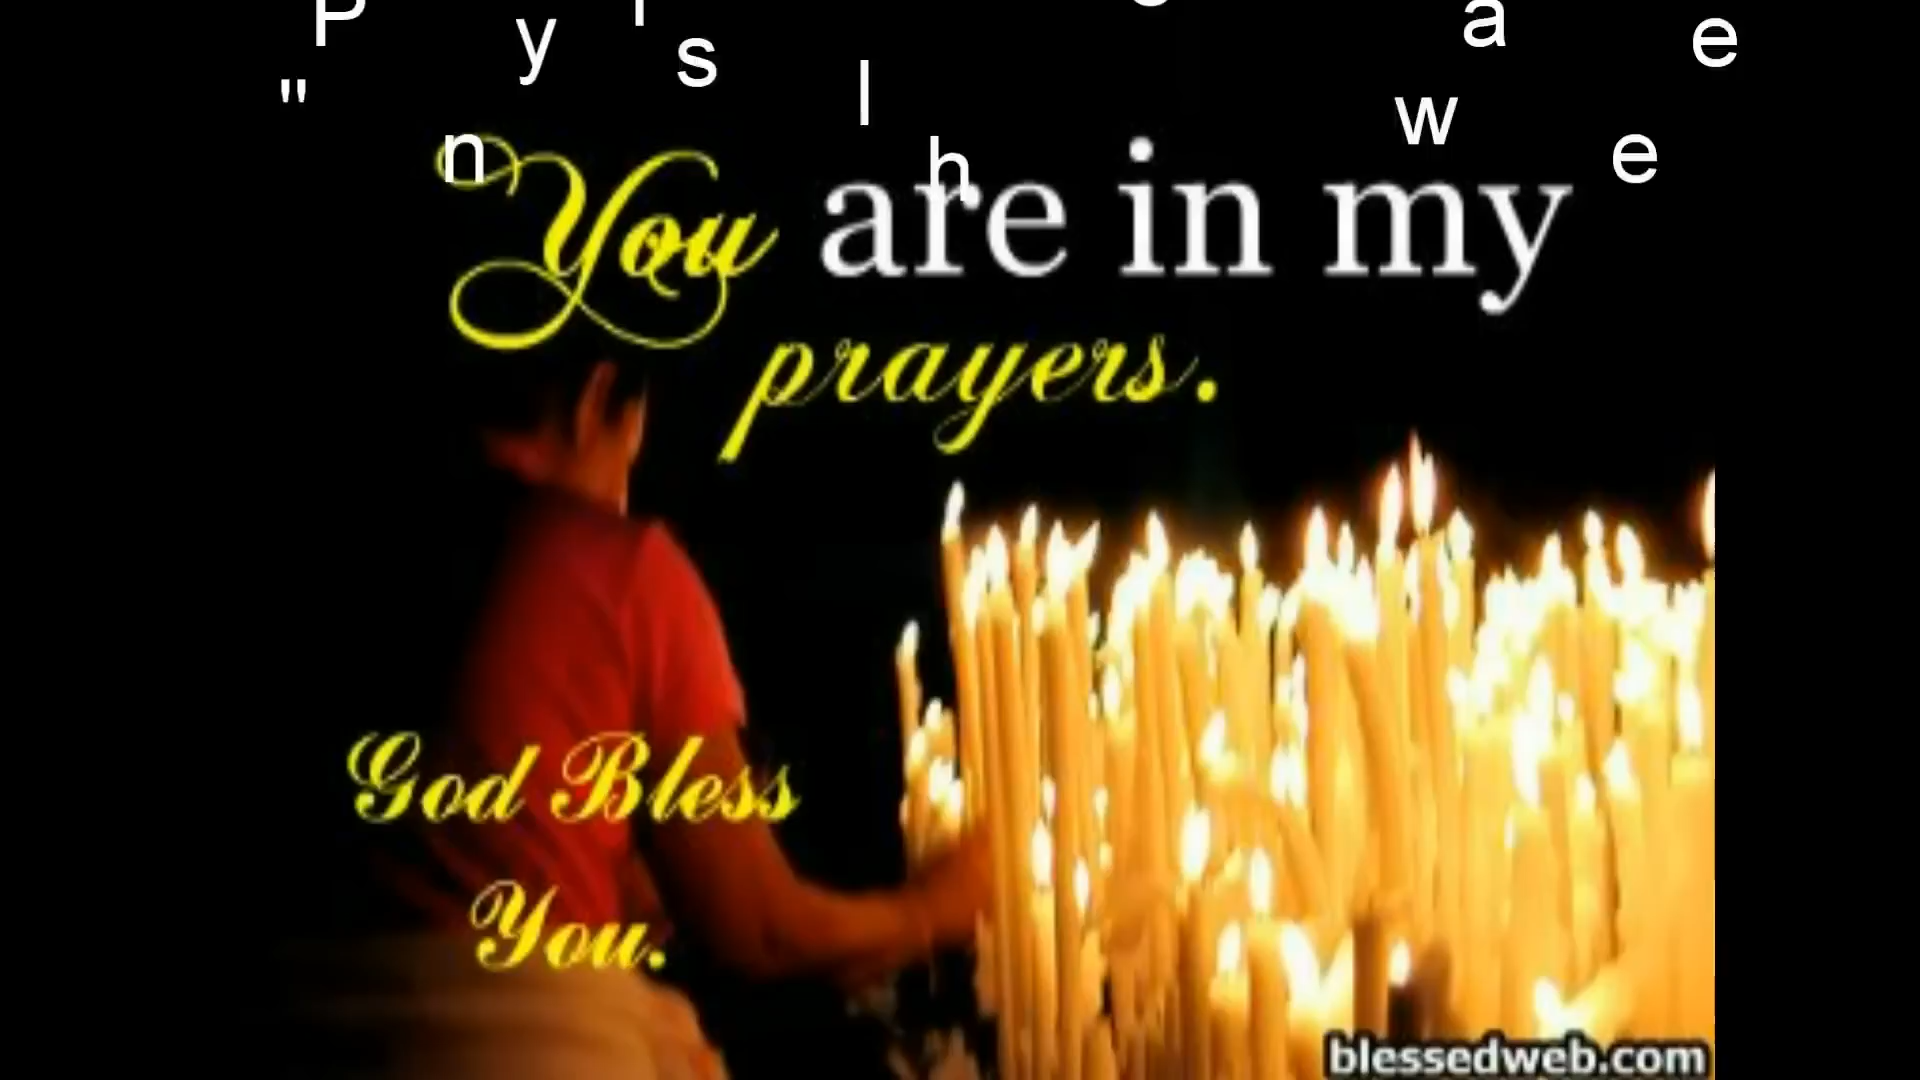 You are in my
prayers.
God Bless
You.
blessedweb.com